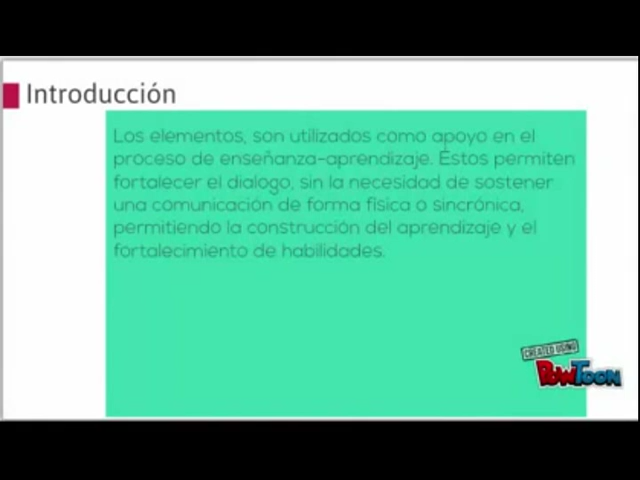 Introducción
Los elementos, son utilizados como apoyo en el
proceso de enseñanza-aprendizaje. Estos permiten
fortalecer el dialogo, sin la necesidad de sostener
una comunicación de forma física o sincrónica,
permitiendo la construcción del aprendizaje y el
fortalecimiento de habilidades.
CREATED USING
POWTOON